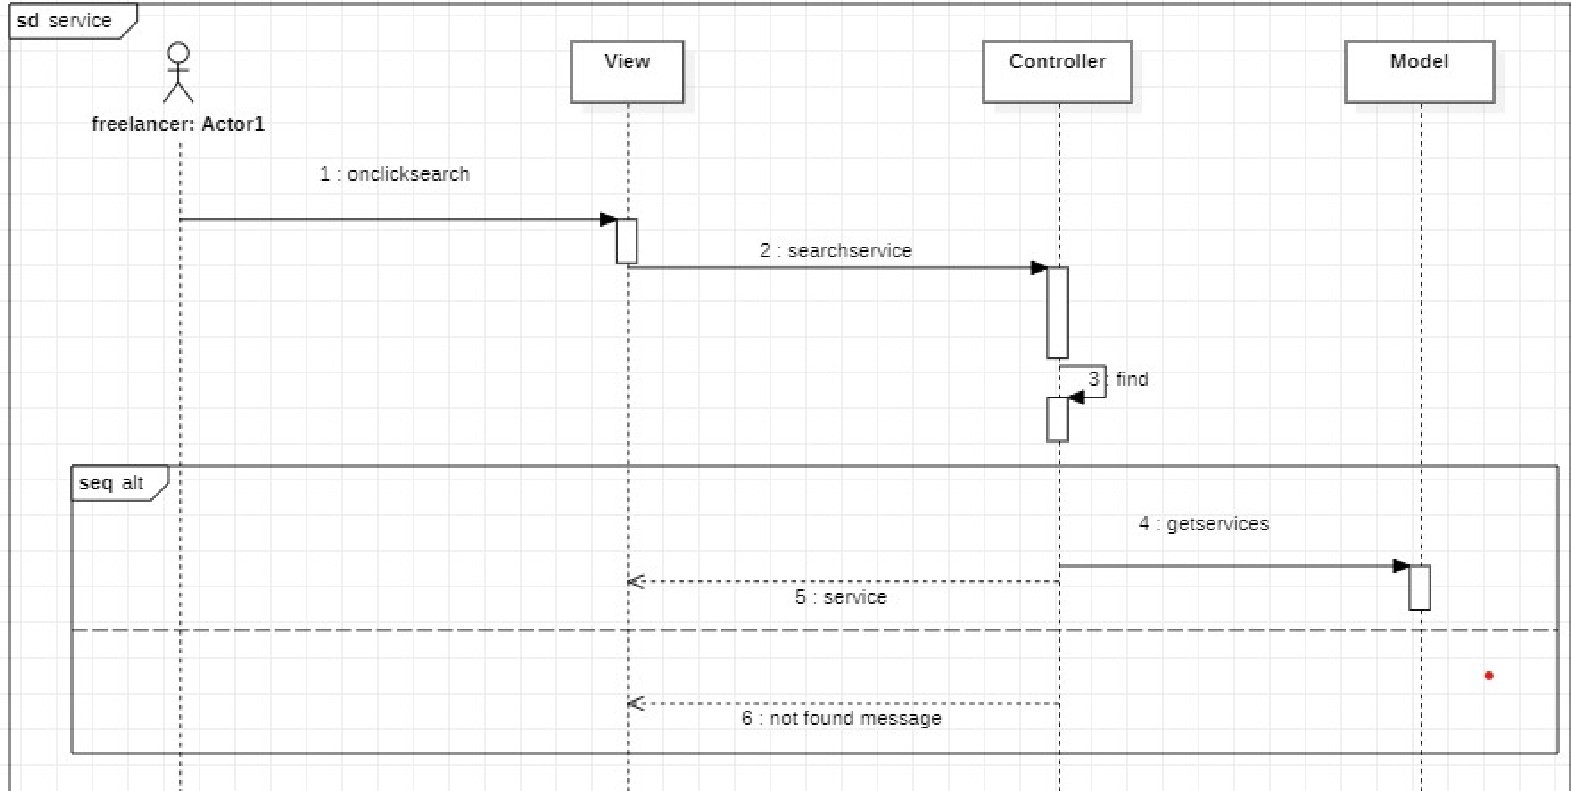 sd service
View
Controller
Model
freelancer: Actor1
1 : onclicksearch
2 : searchservice
3 : find
seq alt
4 : getservices
5 : service
6 : not found message